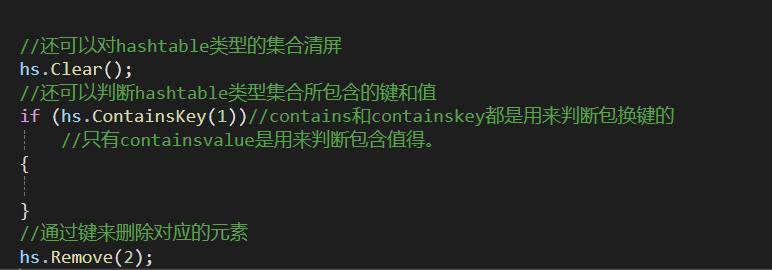 //还可以对hashtable类型的集合清屏
hs.Clear();
//还可以判断hashtable类型集合所包含的键和值
if (hs.ContainsKey(1))//contains和containskey都是用来判断包换键的
//只有containsvalue是用来判断包含值得。
{
}
//通过键来删除对应的元素
hs.Remove(2);